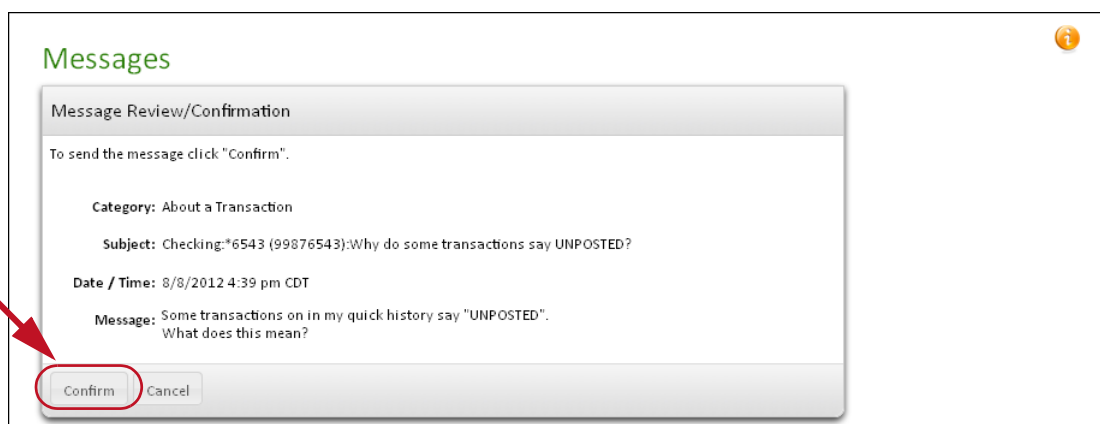 Messages
Message Review/Confirmation
To send the message click "Confirm".
Category: About a Transaction
Subject: Checking:*6543 (99876543):Why do some transactions say UNPOSTED?
Date / Time: 8/8/2012 4:39 pm CDT
Message: Some transactions on in my quick history say "UNPOSTED".
What does this mean?
Confirm Cancel